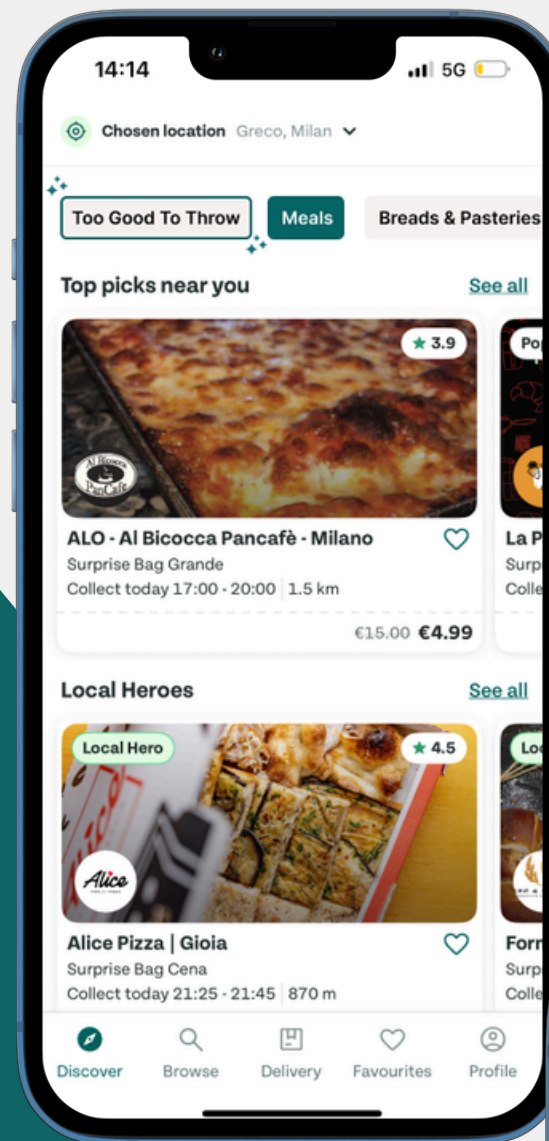 14:14
5G
Chosen location Greco, Milan
Too Good To Throw
Meals
Breads & Pasteries
Top picks near you
See all
3.9
Al Bicocca
PanCafè
ALO - Al Bicocca Pancafè - Milano
Surprise Bag Grande
Collect today 17:00 - 20:00 1.5 km
€15.00 €4.99
Local Heroes
See all
Local Hero
4.5
Alice
Alice Pizza | Gioia
Surprise Bag Cena
Collect today 21:25 - 21:45 870 m
Discover
Browse
Delivery
Favourites
Profile